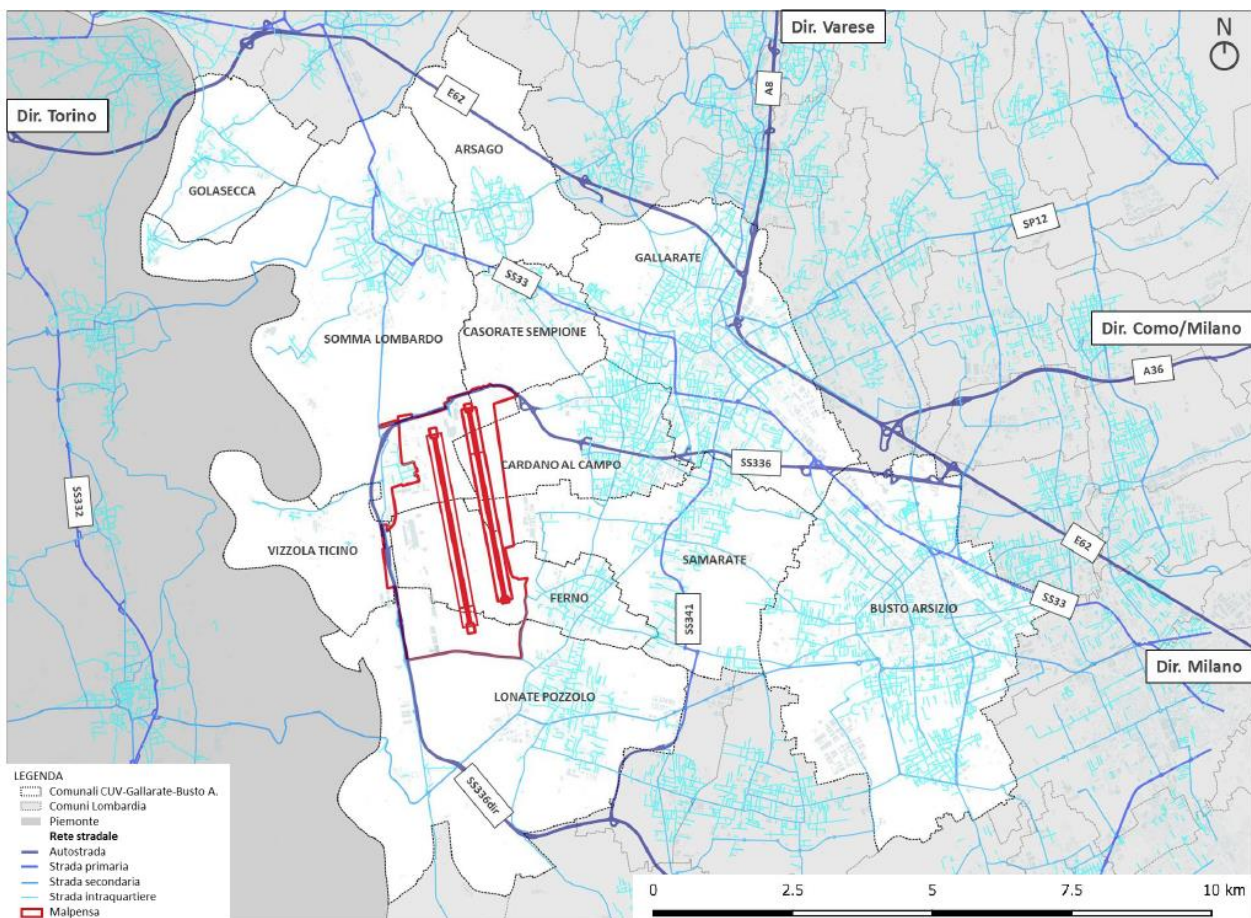 Dir. Varese
N
Dir. Torino
E62
A8
ARSAGO
GOLASECCA
SP12
GALLARATE
SS33
Dir. Como/Milano
SOMMA LOMBARDO
CASORATE SEMPIONE
A36
CARDANO AL CAMPO
SS336
SS332
VIZZOLA TICINO
E62
SAMARATE
FERNO
BUSTO ARSIZIO
SS33
SS341
Dir. Milano
LONATE POZZOLO
SS336dir
LEGENDA
Comunali CUV-Gallarate-Busto A.
Comuni Lombardia
Piemonte
Rete stradale
Autostrada
Strada primaria
Strada secondaria
Strada intraquartiere
Malpensa
0 2.5 5 7.5 10 km